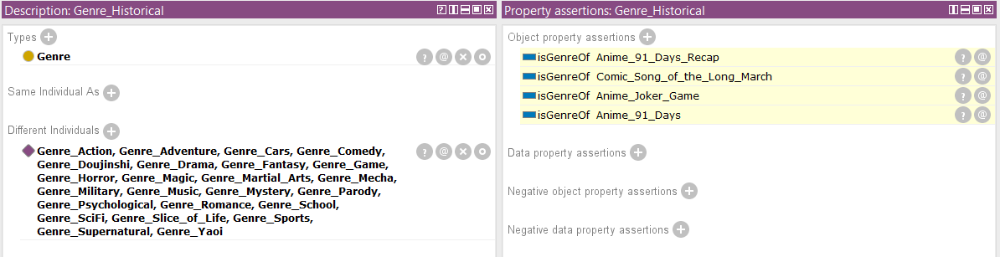 Description: Genre_Historical
Types
Genre
Same Individual As
Different Individuals
Genre_Action, Genre_Adventure, Genre_Cars, Genre_Comedy,
Genre_Doujinshi, Genre_Drama, Genre_Fantasy, Genre_Game,
Genre_Horror, Genre_Magic, Genre_Martial_Arts, Genre_Mecha,
Genre_Military, Genre_Music, Genre_Mystery, Genre_Parody,
Genre_Psychological, Genre_Romance, Genre_School,
Genre_SciFi, Genre_Slice_of_Life, Genre_Sports,
Genre_Supernatural, Genre_Yaoi
Property assertions: Genre_Historical
Object property assertions
isGenreOf Anime_91_Days_Recap
isGenreOf Comic_Song_of_the_Long_March
isGenreOf Anime_Joker_Game
isGenreOf Anime_91_Days
Data property assertions
Negative object property assertions
Negative data property assertions